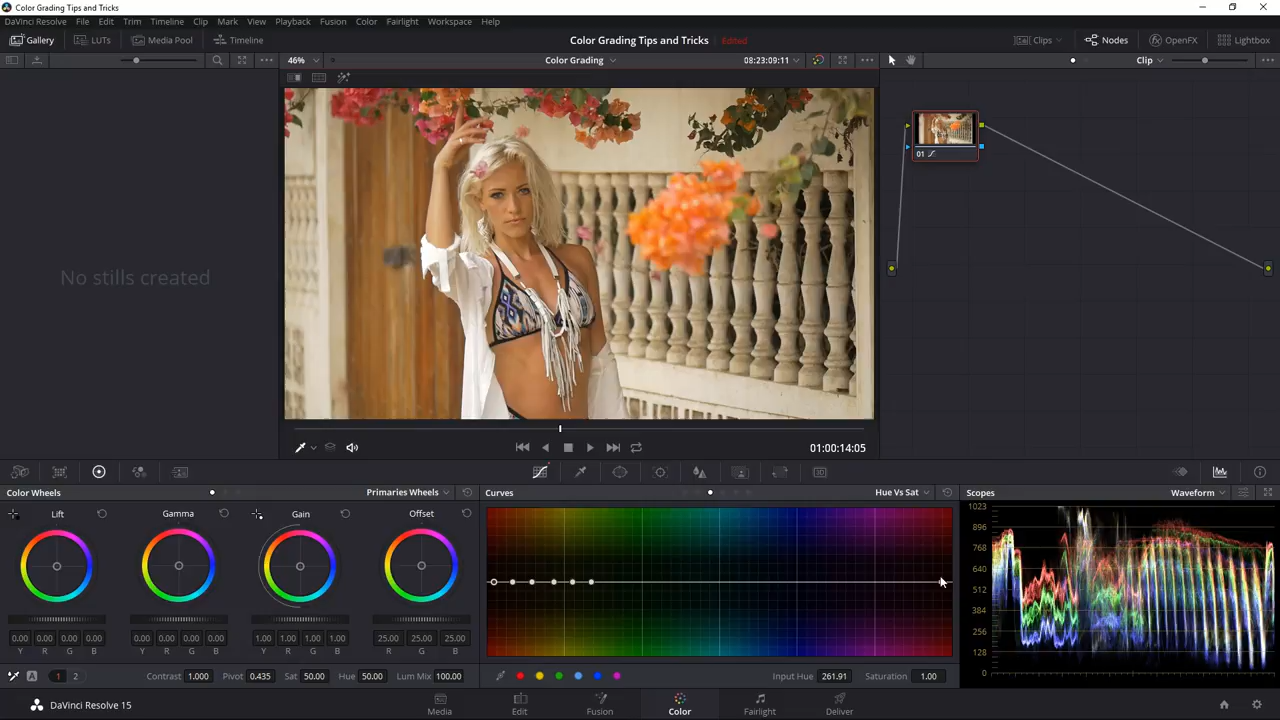 Color Grading Tips and Tricks
DaVinci Resolve File Edit Trim Timeline Clip Mark View Playback Fusion Color Fairlight Workspace Help
Gallery LUTs Media Pool Timeline Color Grading Tips and Tricks Edited Clips Nodes OpenFX Lightbox
46% Color Grading 08:23:09:11 Clip
01
No stills created
01:00:14:05
Color Wheels Primaries Wheels Curves Hue Vs Sat Scopes Waveform
Lift Gamma Gain Offset
1023
896
768
640
512
384
256
128
0
0.00 0.00 0.00 0.00 0.00 0.00 0.00 0.00 1.00 1.00 1.00 1.00 25.00 25.00 25.00
Y R G B Y R G B Y R G B R G B
A 1 2 Contrast 1.000 Pivot 0.435 Sat 50.00 Hue 50.00 Lum Mix 100.00 Input Hue 261.91 Saturation 1.00
DaVinci Resolve 15 Media Edit Fusion Color Fairlight Deliver